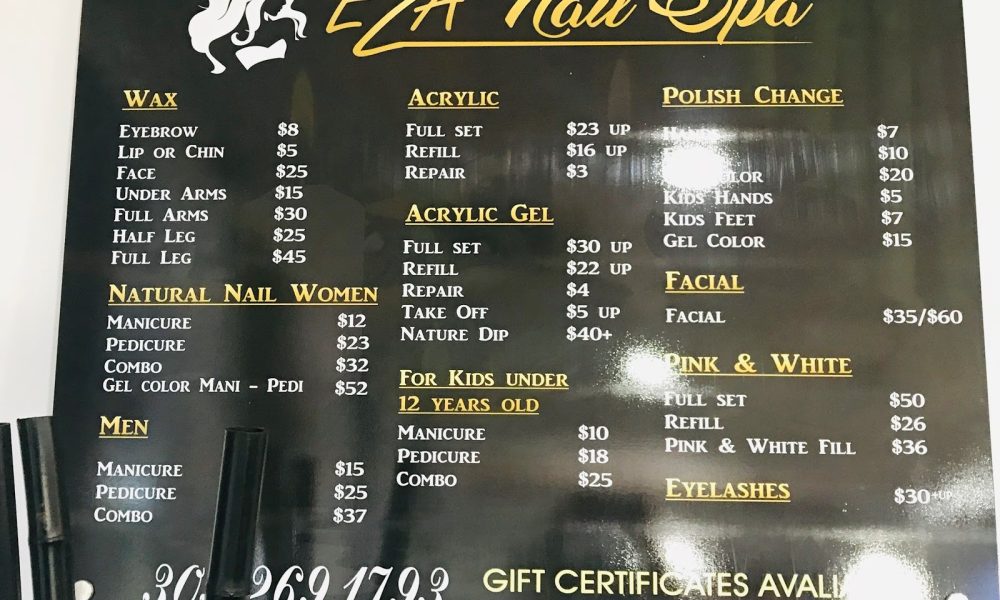 EZA Nail Spa
WAX
EYEBROW $8
LIP OR CHIN $5
FACE $25
UNDER ARMS $15
FULL ARMS $30
HALF LEG $25
FULL LEG $45
NATURAL NAIL WOMEN
MANICURE $12
PEDICURE $23
COMBO $32
GEL COLOR MANI - PEDI $52
MEN
MANICURE $15
PEDICURE $25
COMBO $37
ACRYLIC
FULL SET $23 UP
REFILL $16 UP
REPAIR $3
ACRYLIC GEL
FULL SET $30 UP
REFILL $22 UP
REPAIR $4
TAKE OFF $5 UP
NATURE DIP $40+
FOR KIDS UNDER
12 YEARS OLD
MANICURE $10
PEDICURE $18
COMBO $25
POLISH CHANGE
$7
$10
$20
KIDS HANDS $5
KIDS FEET $7
GEL COLOR $15
FACIAL
FACIAL $35/$60
PINK & WHITE
FULL SET $50
REFILL $26
PINK & WHITE FILL $36
EYELASHES $30+UP
269.1793
GIFT CERTIFICATES